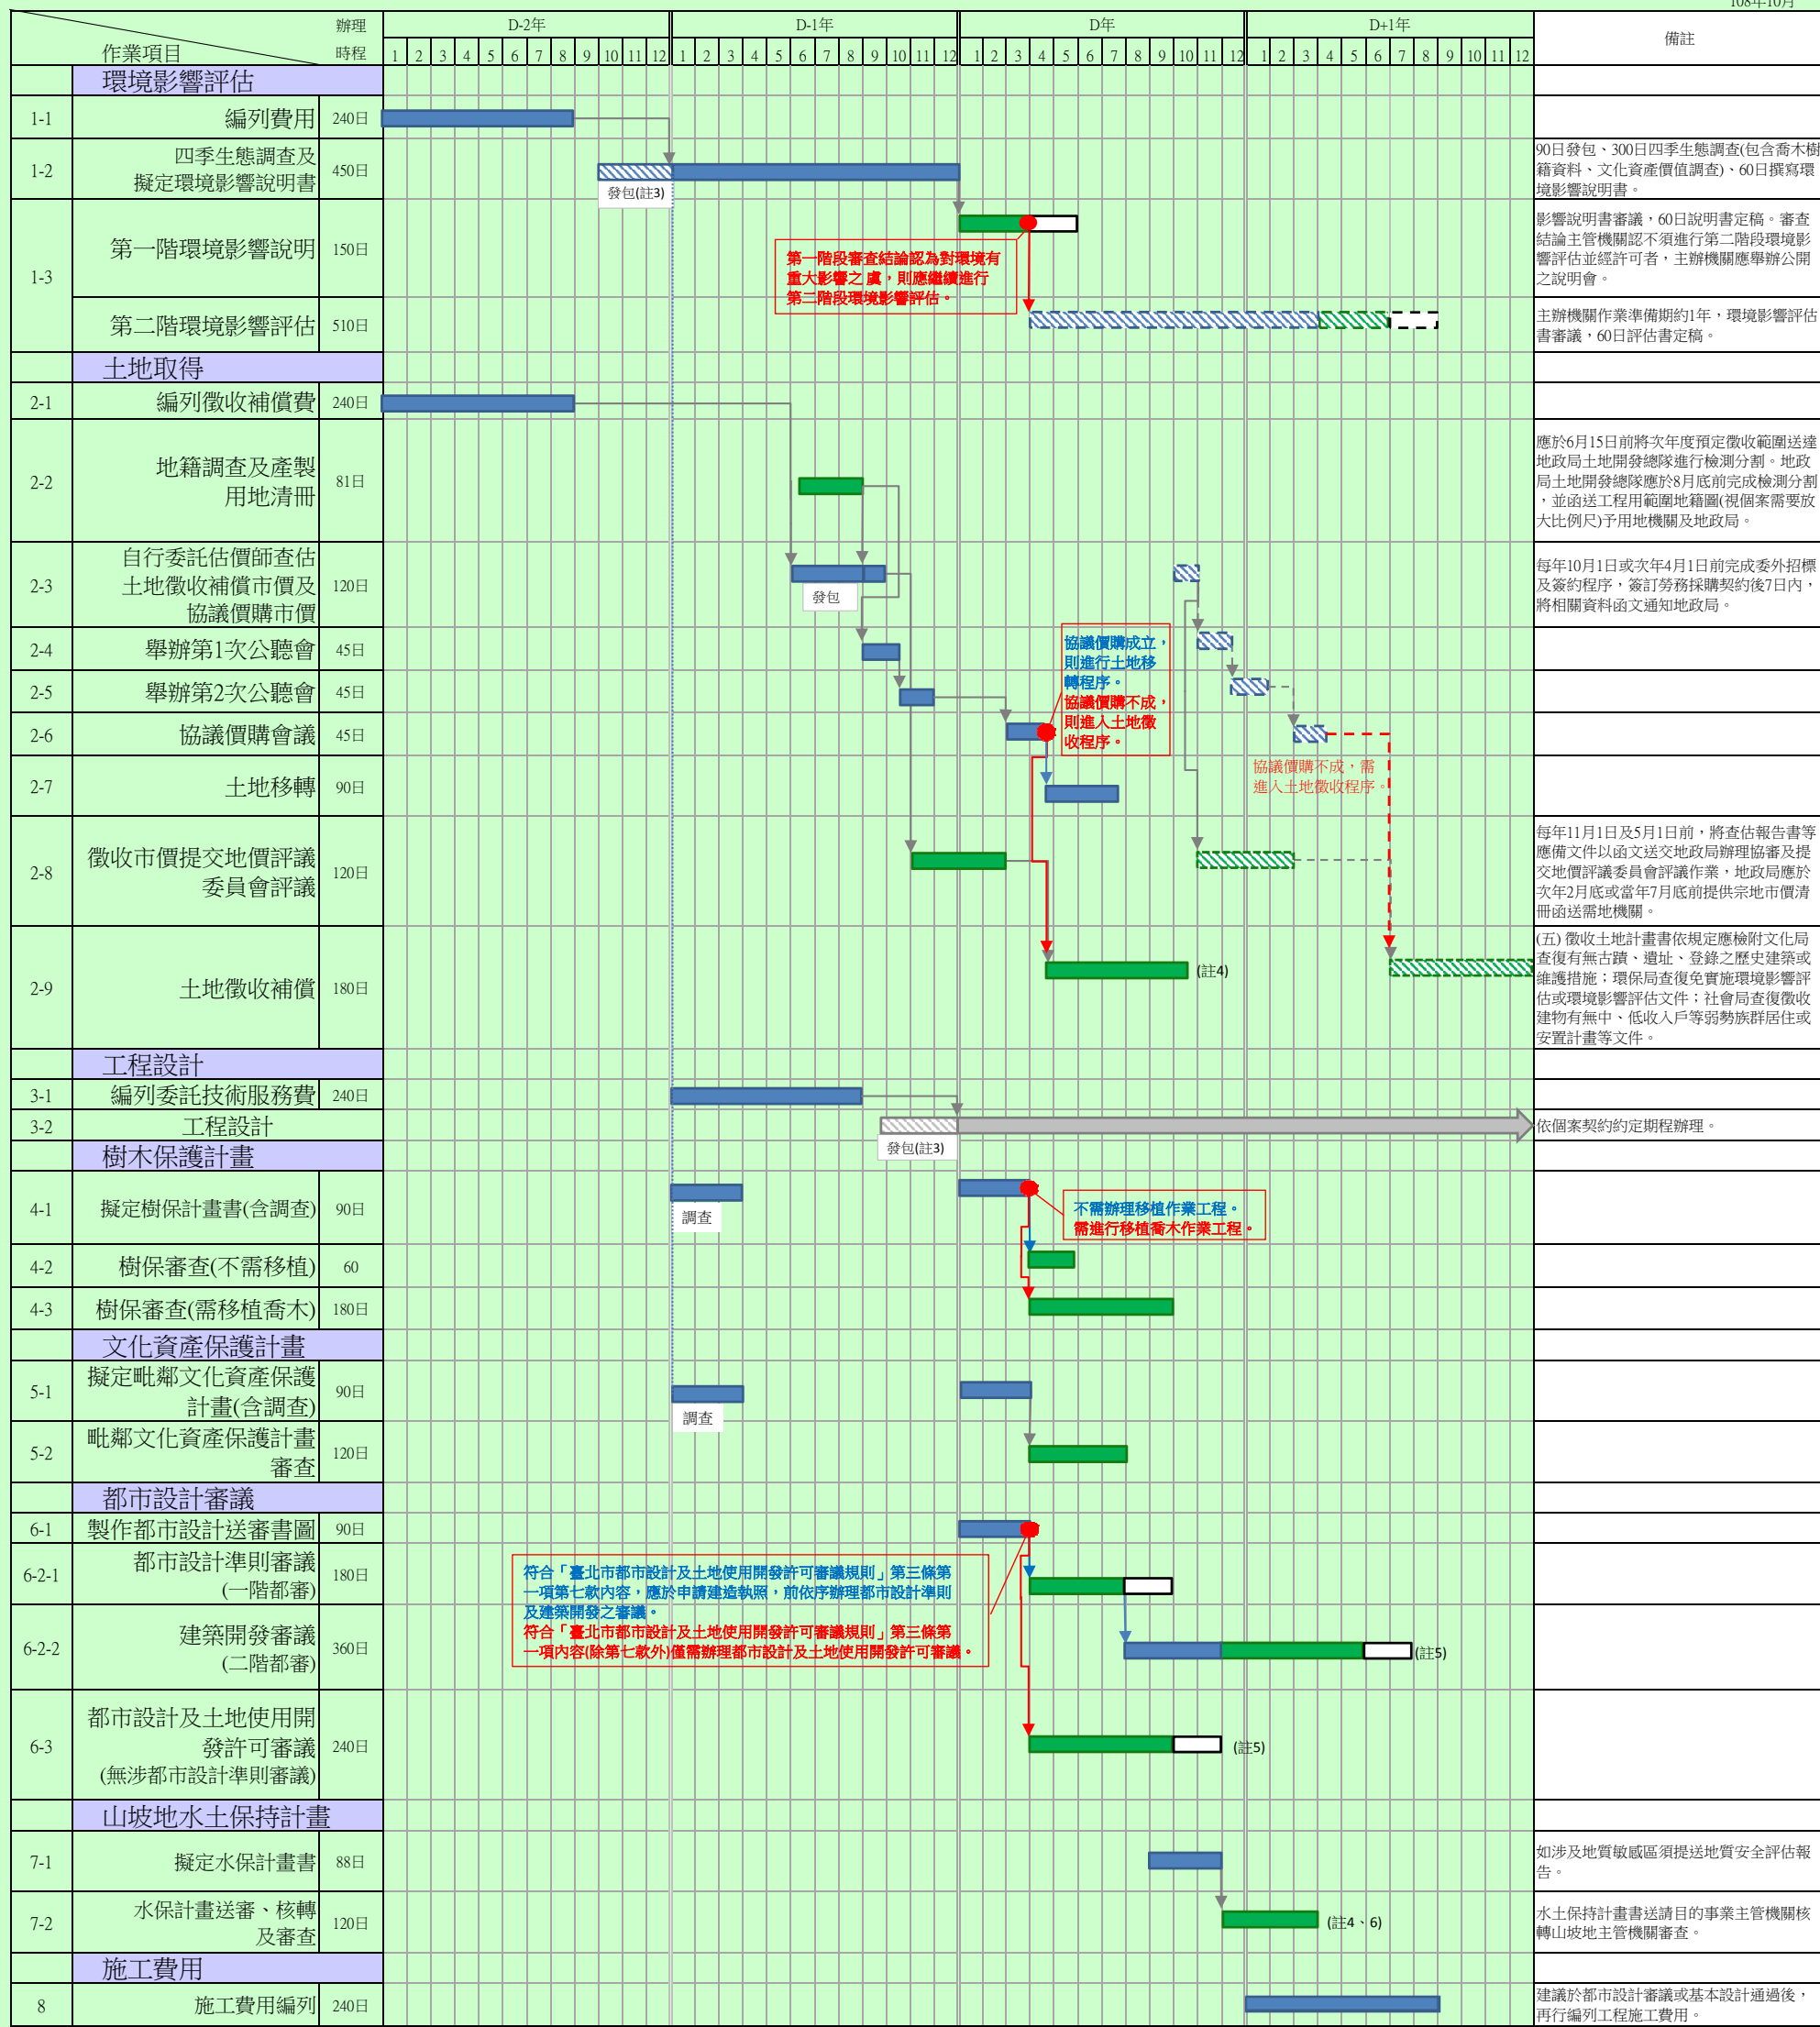 108年10月
辦理
時程
作業項目
D-2年
D-1年
D年
D+1年
備註
1 2 3 4 5 6 7 8 9 10 11 12 1 2 3 4 5 6 7 8 9 10 11 12 1 2 3 4 5 6 7 8 9 10 11 12 1 2 3 4 5 6 7 8 9 10 11 12
環境影響評估
1-1
編列費用
240日
1-2
四季生態調查及
擬定環境影響說明書
450日
發包(註3)
90日發包、300日四季生態調查(包含喬木樹
籍資料、文化資產價值調查)、60日撰寫環
境影響說明書。
1-3
第一階環境影響說明
150日
第一階段審查結論認為對環境有
重大影響之 虞,則應繼續進行
第二階段環境影響評估。
影響說明書審議,60日說明書定稿。審查
結論主管機關認不須進行第二階段環境影
響評估並經許可者,主辦機關應舉辦公開
之說明會。
第二階環境影響評估
510日
主辦機關作業準備期約1年,環境影響評估
書審議,60日評估書定稿。
土地取得
2-1
編列徵收補償費
240日
2-2
地籍調查及產製
用地清冊
81日
應於6月15日前將次年度預定徵收範圍送達
地政局土地開發總隊進行檢測分割。地政
局土地開發總隊應於8月底前完成檢測分割
,並函送工程用範圍地籍圖(視個案需要放
大比例尺)予用地機關及地政局。
2-3
自行委託估價師查估
土地徵收補償市價及
協議價購市價
120日
發包
每年10月1日或次年4月1日前完成委外招標
及簽約程序,簽訂勞務採購契約後7日內,
將相關資料函文通知地政局。
2-4
舉辦第1次公聽會
45日
協議價購成立,
則進行土地移
轉程序。
協議價購不成,
則進入土地徵
收程序。
2-5
舉辦第2次公聽會
45日
2-6
協議價購會議
45日
協議價購不成,需
進入土地徵收程序。
2-7
土地移轉
90日
2-8
徵收市價提交地價評議
委員會評議
120日
每年11月1日及5月1日前,將查估報告書等
應備文件以函文送交地政局辦理協審及提
交地價評議委員會評議作業,地政局應於
次年2月底或當年7月底前提供宗地市價清
冊函送需地機關。
2-9
土地徵收補償
180日
(註4)
(五) 徵收土地計畫書依規定應檢附文化局
查復有無古蹟、遺址、登錄之歷史建築或
維護措施;環保局查復免實施環境影響評
估或環境影響評估文件;社會局查復徵收
建物有無中、低收入戶等弱勢族群居住或
安置計畫等文件。
工程設計
3-1
編列委託技術服務費
240日
3-2
工程設計
發包(註3)
依個案契約約定期程辦理。
樹木保護計畫
4-1
擬定樹保計畫書(含調查)
90日
調查
不需辦理移植作業工程。
需進行移植喬木作業工程。
4-2
樹保審查(不需移植)
60
4-3
樹保審查(需移植喬木)
180日
文化資產保護計畫
5-1
擬定毗鄰文化資產保護
計畫(含調查)
90日
調查
5-2
毗鄰文化資產保護計畫
審查
120日
都市設計審議
6-1
製作都市設計送審書圖
90日
6-2-1
都市設計準則審議
(一階都審)
180日
符合「臺北市都市設計及土地使用開發許可審議規則」第三條第
一項第七款內容,應於申請建造執照,前依序辦理都市設計準則
及建築開發之審議。
符合「臺北市都市設計及土地使用開發許可審議規則」第三條第
一項內容(除第七款外)僅需辦理都市設計及土地使用開發許可審議。
6-2-2
建築開發審議
(二階都審)
360日
(註5)
6-3
都市設計及土地使用開
發許可審議
(無涉都市設計準則審議)
240日
(註5)
山坡地水土保持計畫
7-1
擬定水保計畫書
88日
如涉及地質敏感區須提送地質安全評估報
告。
7-2
水保計畫送審、核轉
及審查
120日
(註4、6)
水土保持計畫書送請目的事業主管機關核
轉山坡地主管機關審查。
施工費用
8
施工費用編列
240日
建議於都市設計審議或基本設計通過後,
再行編列工程施工費用。